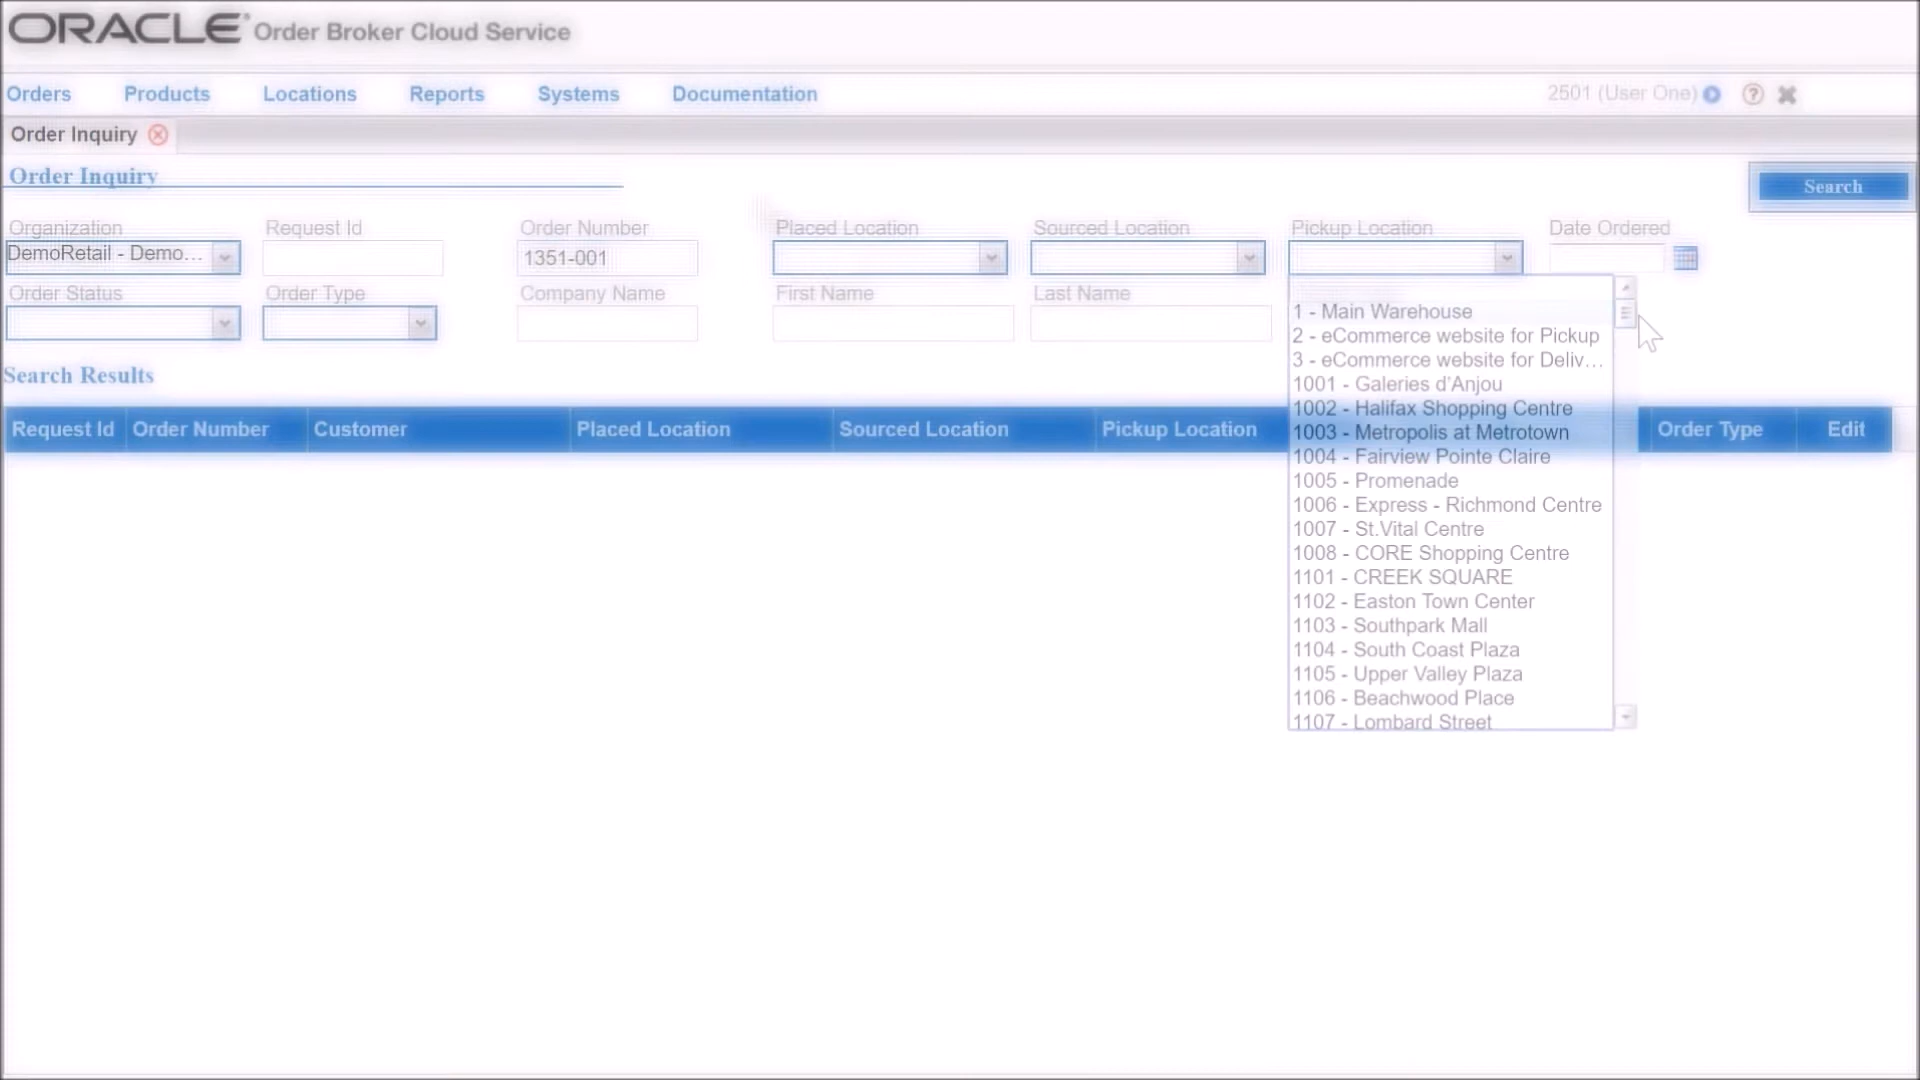 ORACLE Order Broker Cloud Service
Orders Products Locations Reports Systems Documentation 2501 (User One)
Order Inquiry
Order Inquiry
Search
Organization Request Id Order Number Placed Location Sourced Location Pickup Location Date Ordered
DemoRetail - Demo... 1351-001
Order Status Order Type Company Name First Name Last Name
Search Results
Request Id Order Number Customer Placed Location Sourced Location Pickup Location Order Type Edit
1 - Main Warehouse
2 - eCommerce website for Pickup
3 - eCommerce website for Deliv...
1001 - Galeries d'Anjou
1002 - Halifax Shopping Centre
1003 - Metropolis at Metrotown
1004 - Fairview Pointe Claire
1005 - Promenade
1006 - Express - Richmond Centre
1007 - St.Vital Centre
1008 - CORE Shopping Centre
1101 - CREEK SQUARE
1102 - Easton Town Center
1103 - Southpark Mall
1104 - South Coast Plaza
1105 - Upper Valley Plaza
1106 - Beachwood Place
1107 - Lombard Street